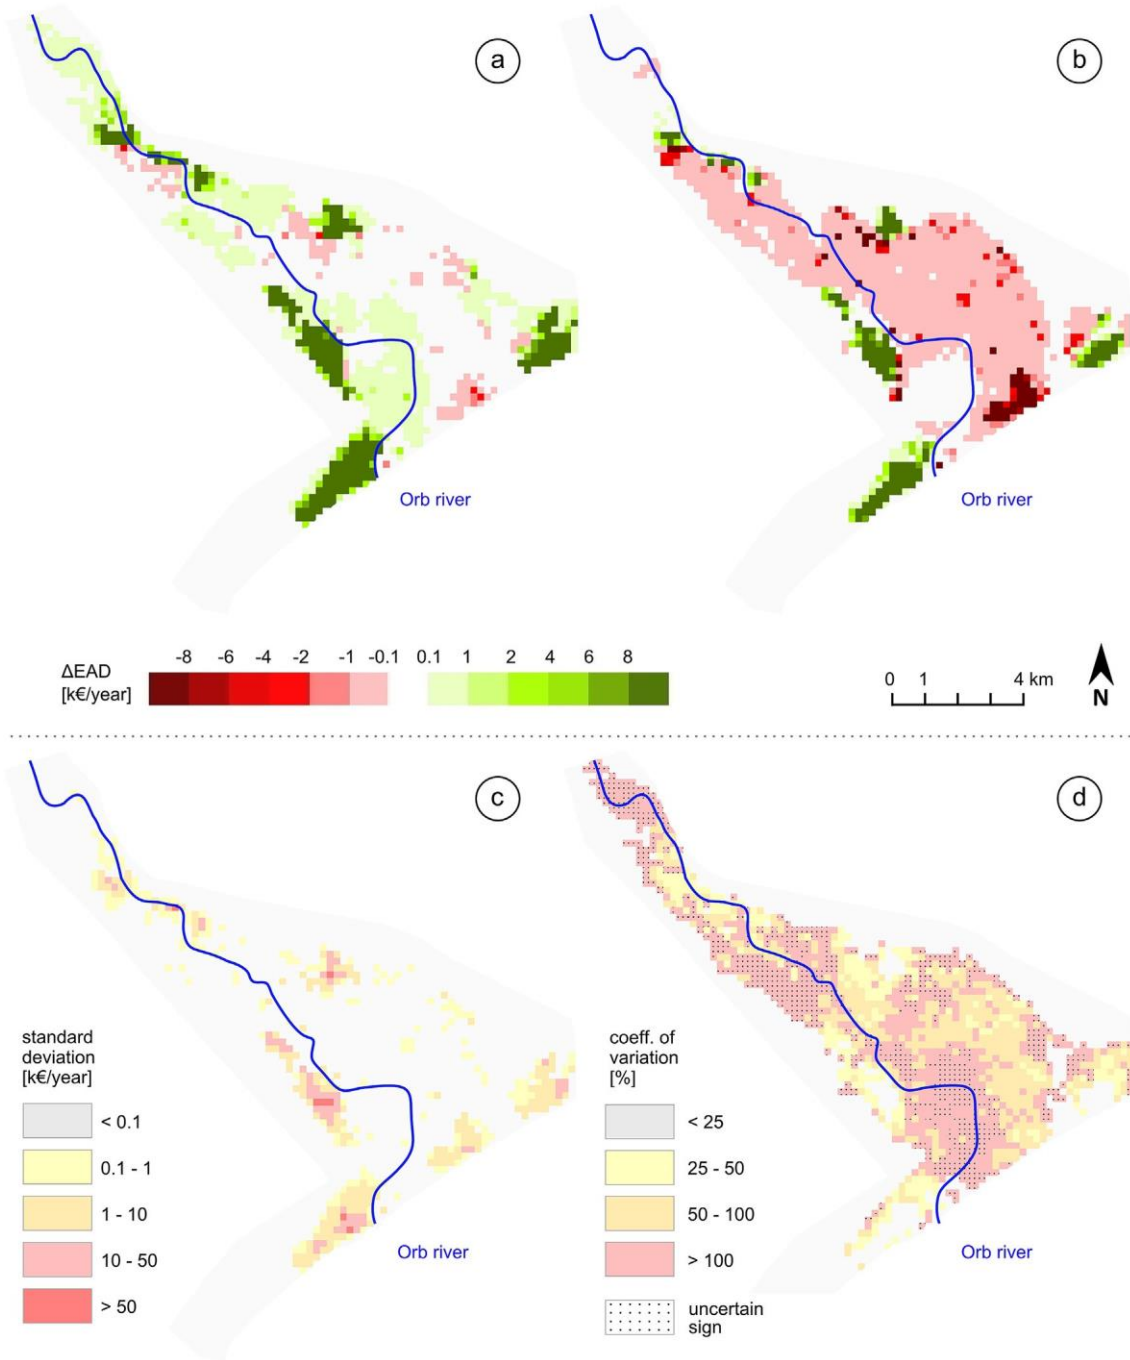 a
b
Orb river
Orb river
ΔEAD
[k€/year]
-8 -6 -4 -2 -1 -0.1 0.1 1 2 6 8
0 1 4 km
N
c
d
standard
deviation
[k€/year]
< 0.1
0.1 - 1
1 - 10
10 - 50
> 50
Orb river
coeff. of
variation
[%]
< 25
25 - 50
50 - 100
> 100
uncertain
sign
Orb river